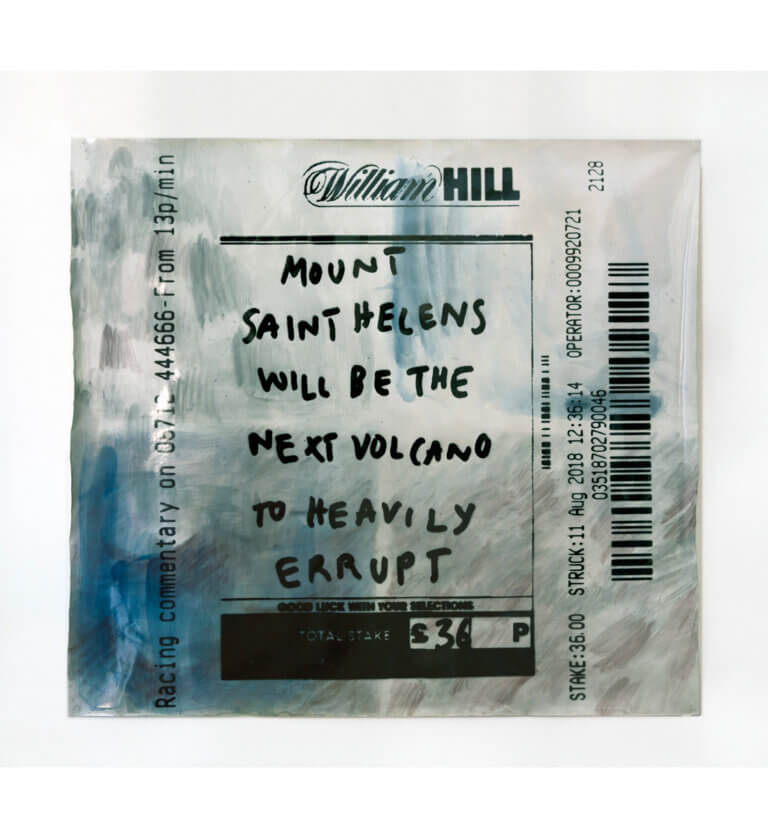 William HILL
MOUNT
SAINT HELENS
WILL BE THE
NEXT VOLCANO
TO HEAVILY
ERRUPT
GOOD LUCK WITH YOUR SELECTIONS
TOTAL STAKE £36 P
Racing commentary on 444666-From 13p/min
STAKE:36.00 STRUCK:11 Aug 2018 12:36:14 OPERATOR:0009920721
03518702790046
2128